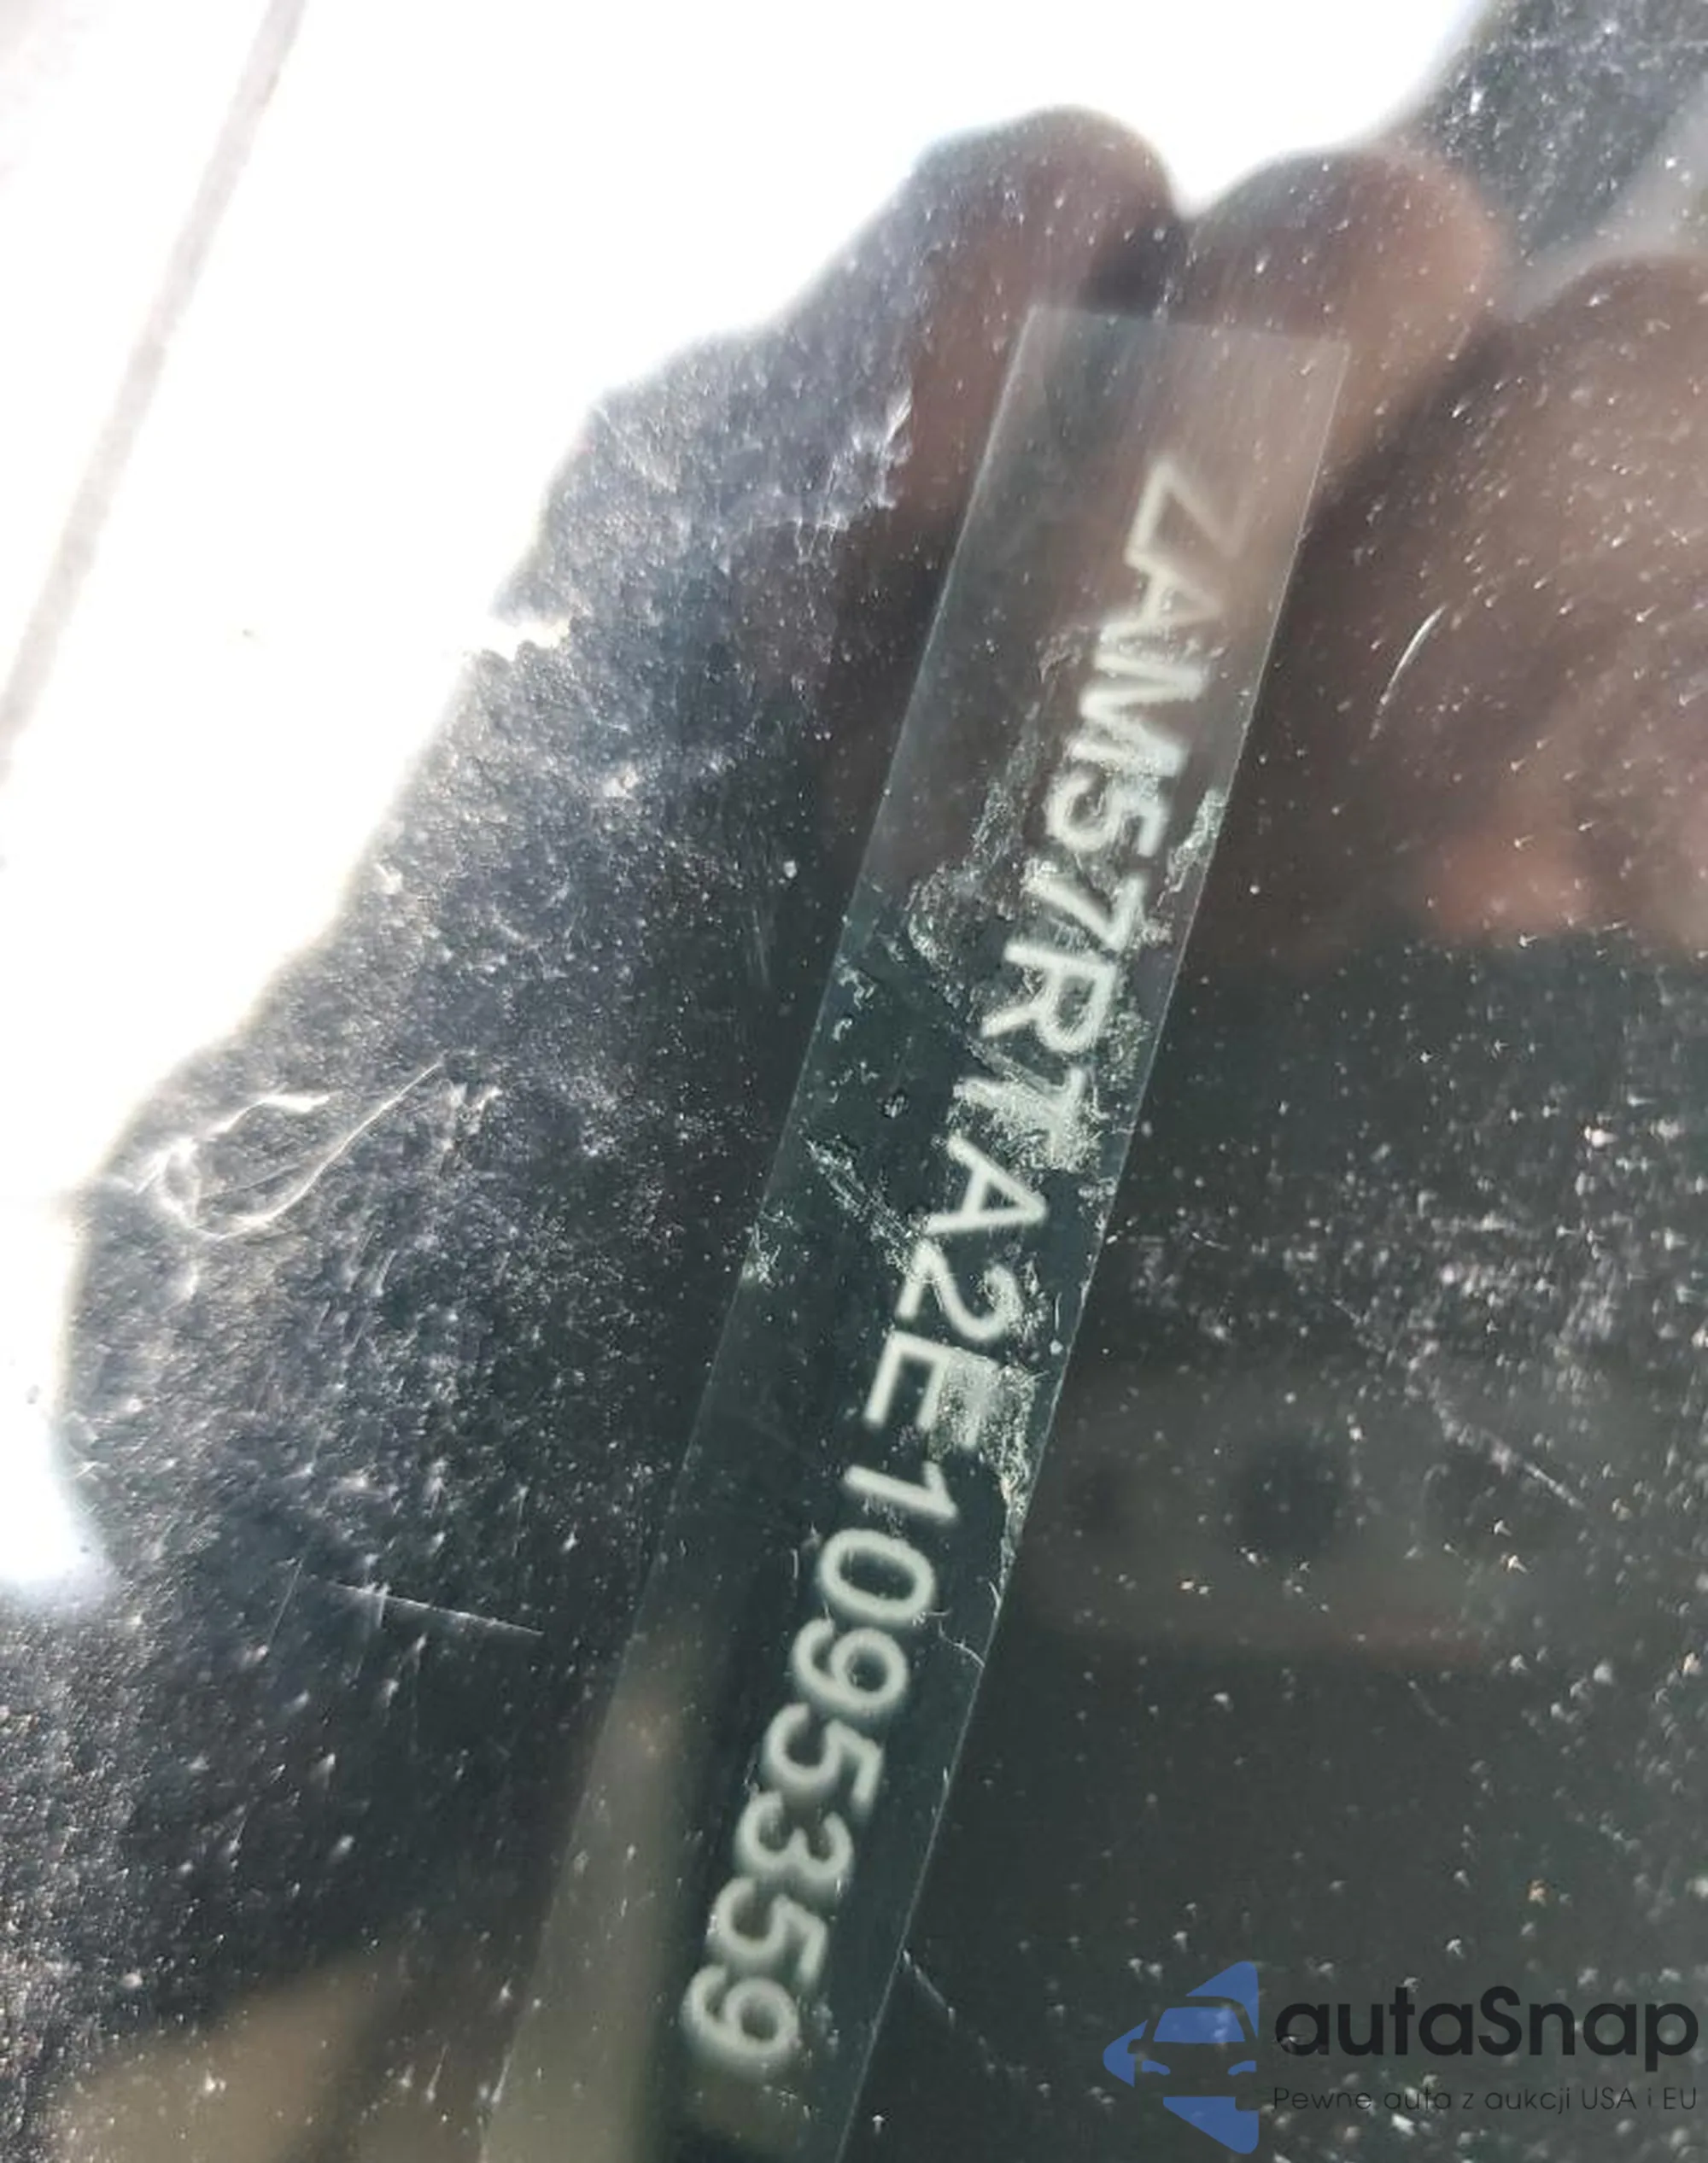 ZAM57RTA2E1095359
autaSnap
Pewne auta z aukcji USA i EU